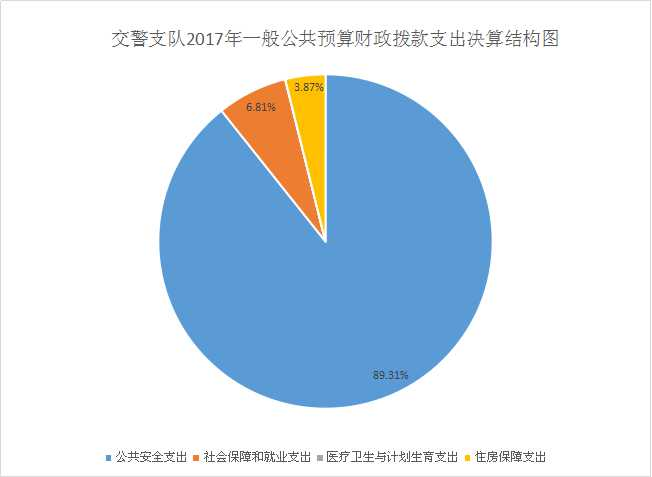 交警支队2017年一般公共预算财政拨款支出决算结构图
3.87%
6.81%
89.31%
公共安全支出 社会保障和就业支出 医疗卫生与计划生育支出 住房保障支出